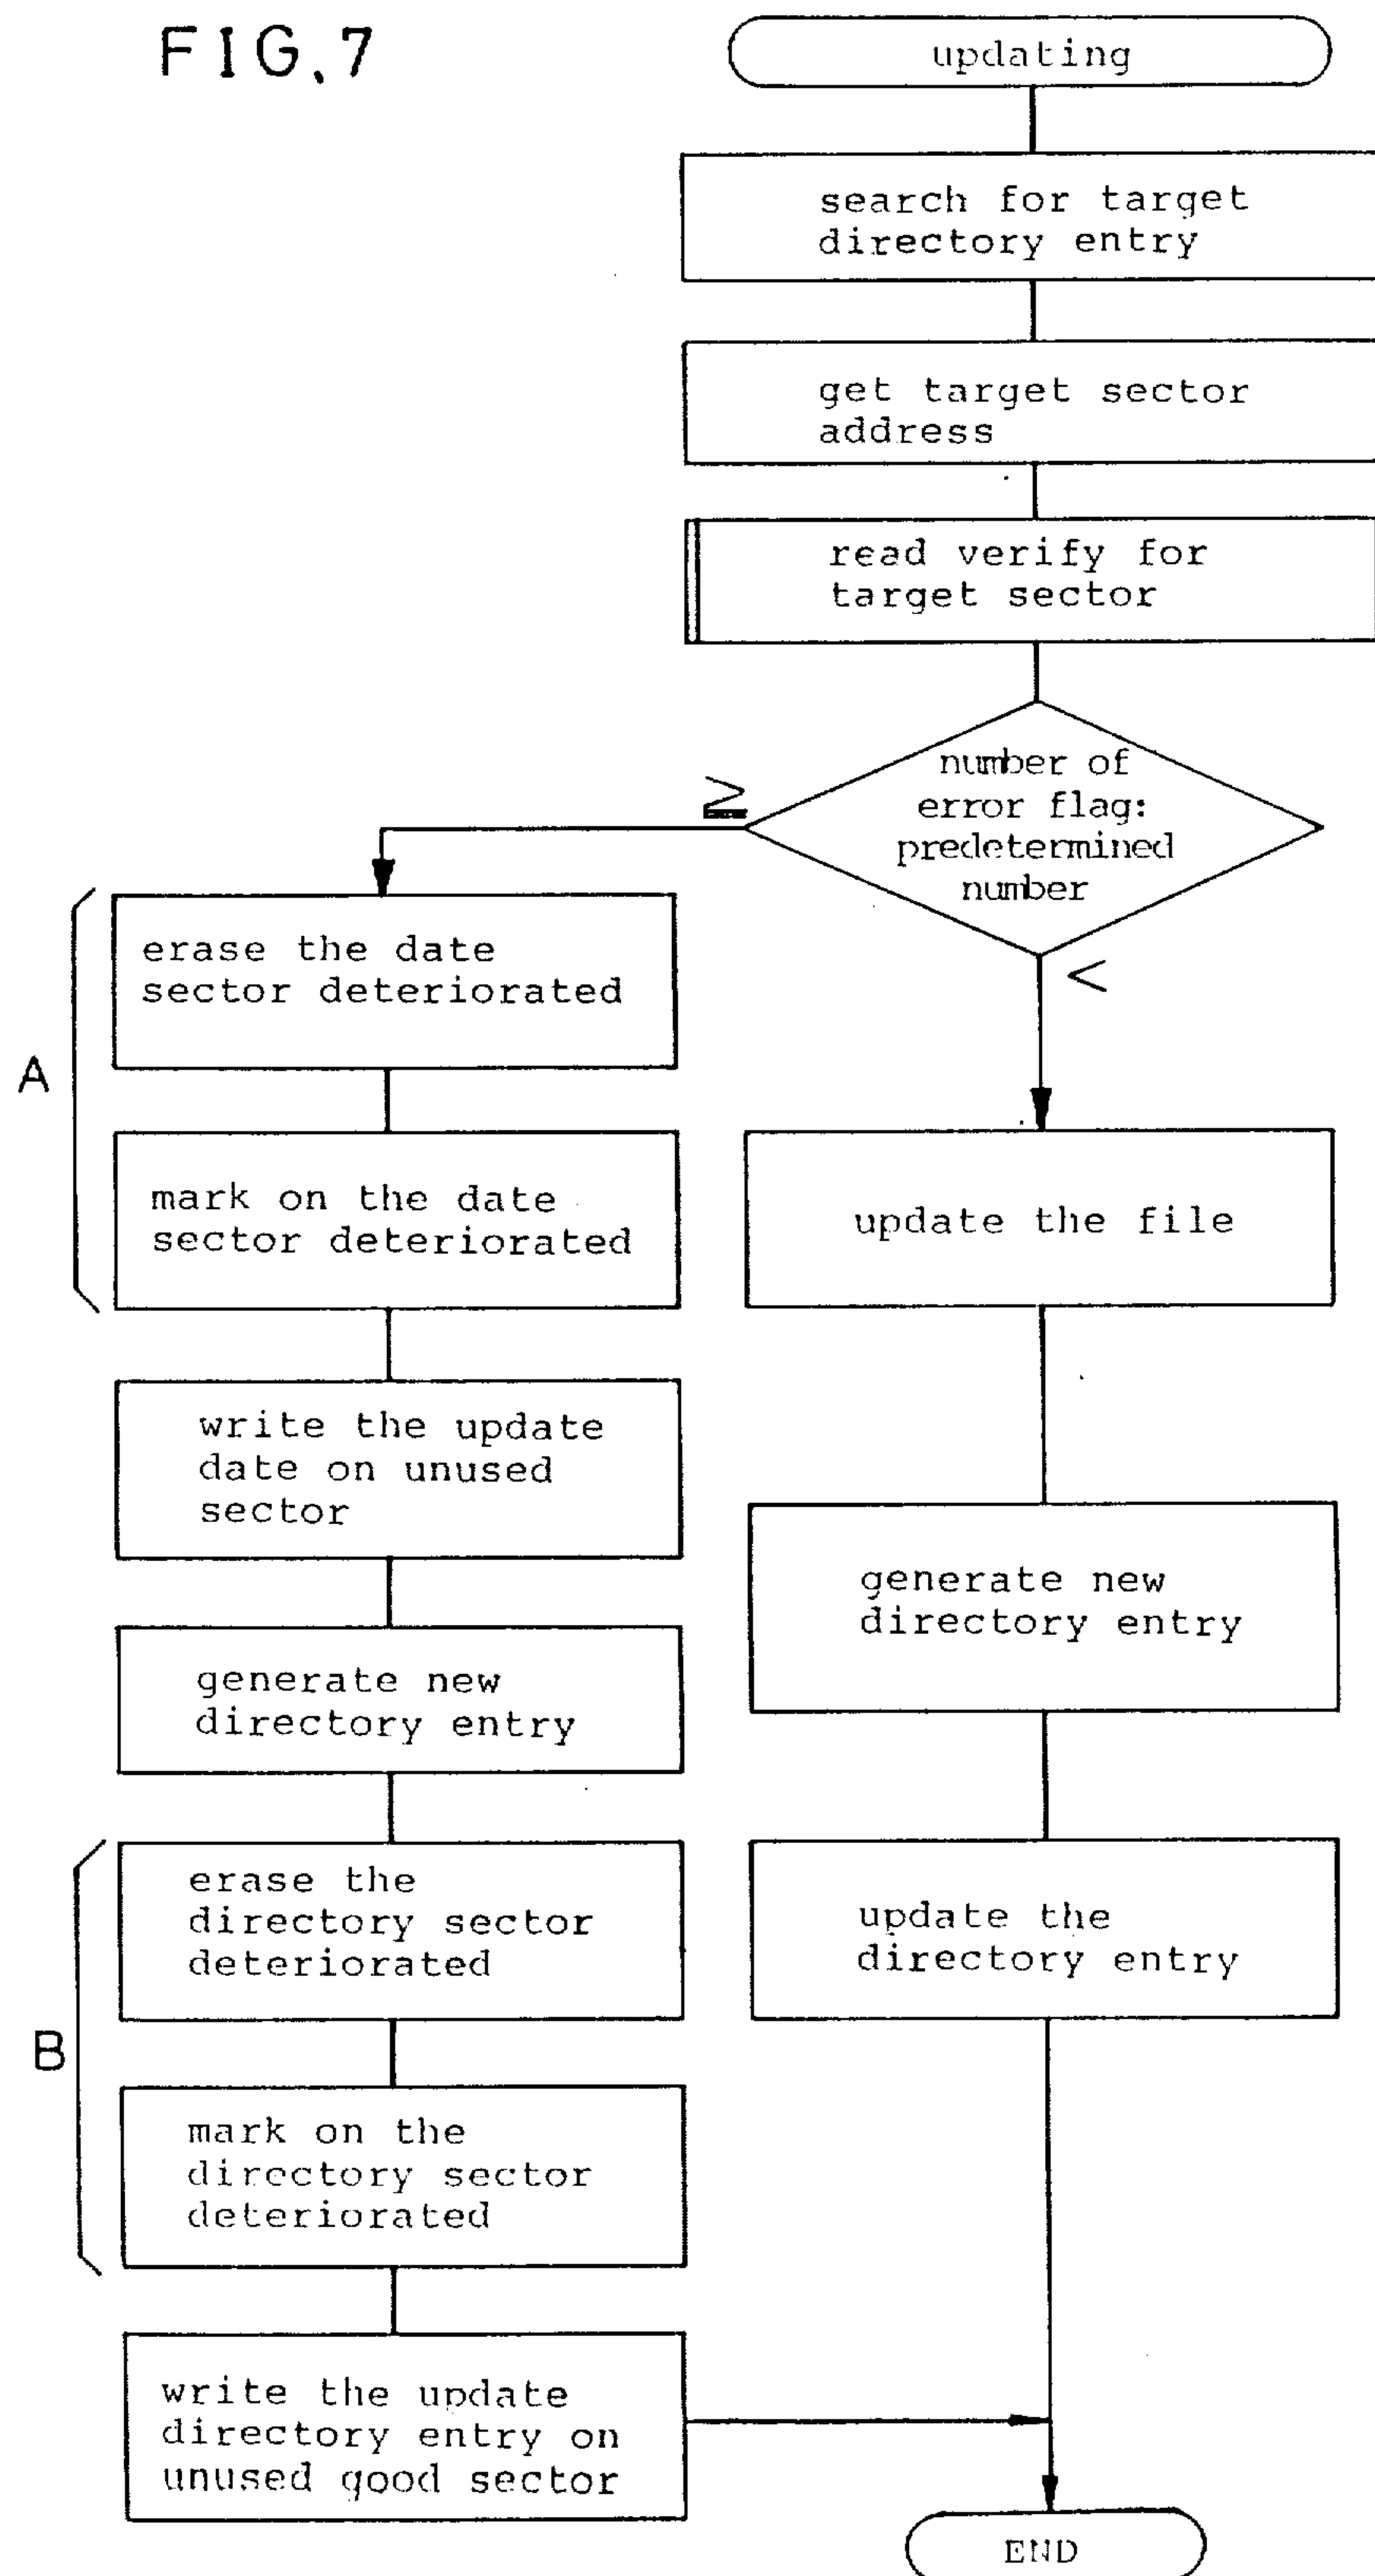 FIG.7
updating
search for target
directory entry
get target sector
address
read verify for
target sector
number of
error flag:
predetermined
number
≥
<
A
erase the date
sector deteriorated
mark on the date
sector deteriorated
write the update
date on unused
sector
generate new
directory entry
B
erase the
directory sector
deteriorated
mark on the
directory sector
deteriorated
write the update
directory entry on
unused good sector
update the file
generate new
directory entry
update the
directory entry
END